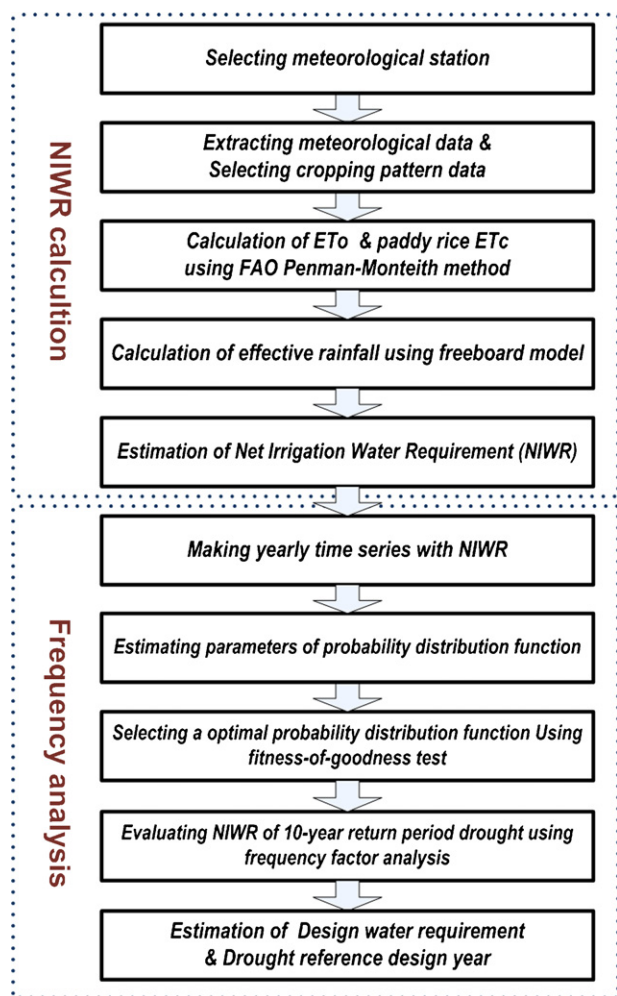 NIWR calcultion
Selecting meteorological station
Extracting meteorological data &
Selecting cropping pattern data
Calculation of ETo & paddy rice ETc
using FAO Penman-Monteith method
Calculation of effective rainfall using freeboard model
Estimation of Net Irrigation Water Requirement (NIWR)
Frequency analysis
Making yearly time series with NIWR
Estimating parameters of probability distribution function
Selecting a optimal probability distribution function Using
fitness-of-goodness test
Evaluating NIWR of 10-year return period drought using
frequency factor analysis
Estimation of Design water requirement
& Drought reference design year